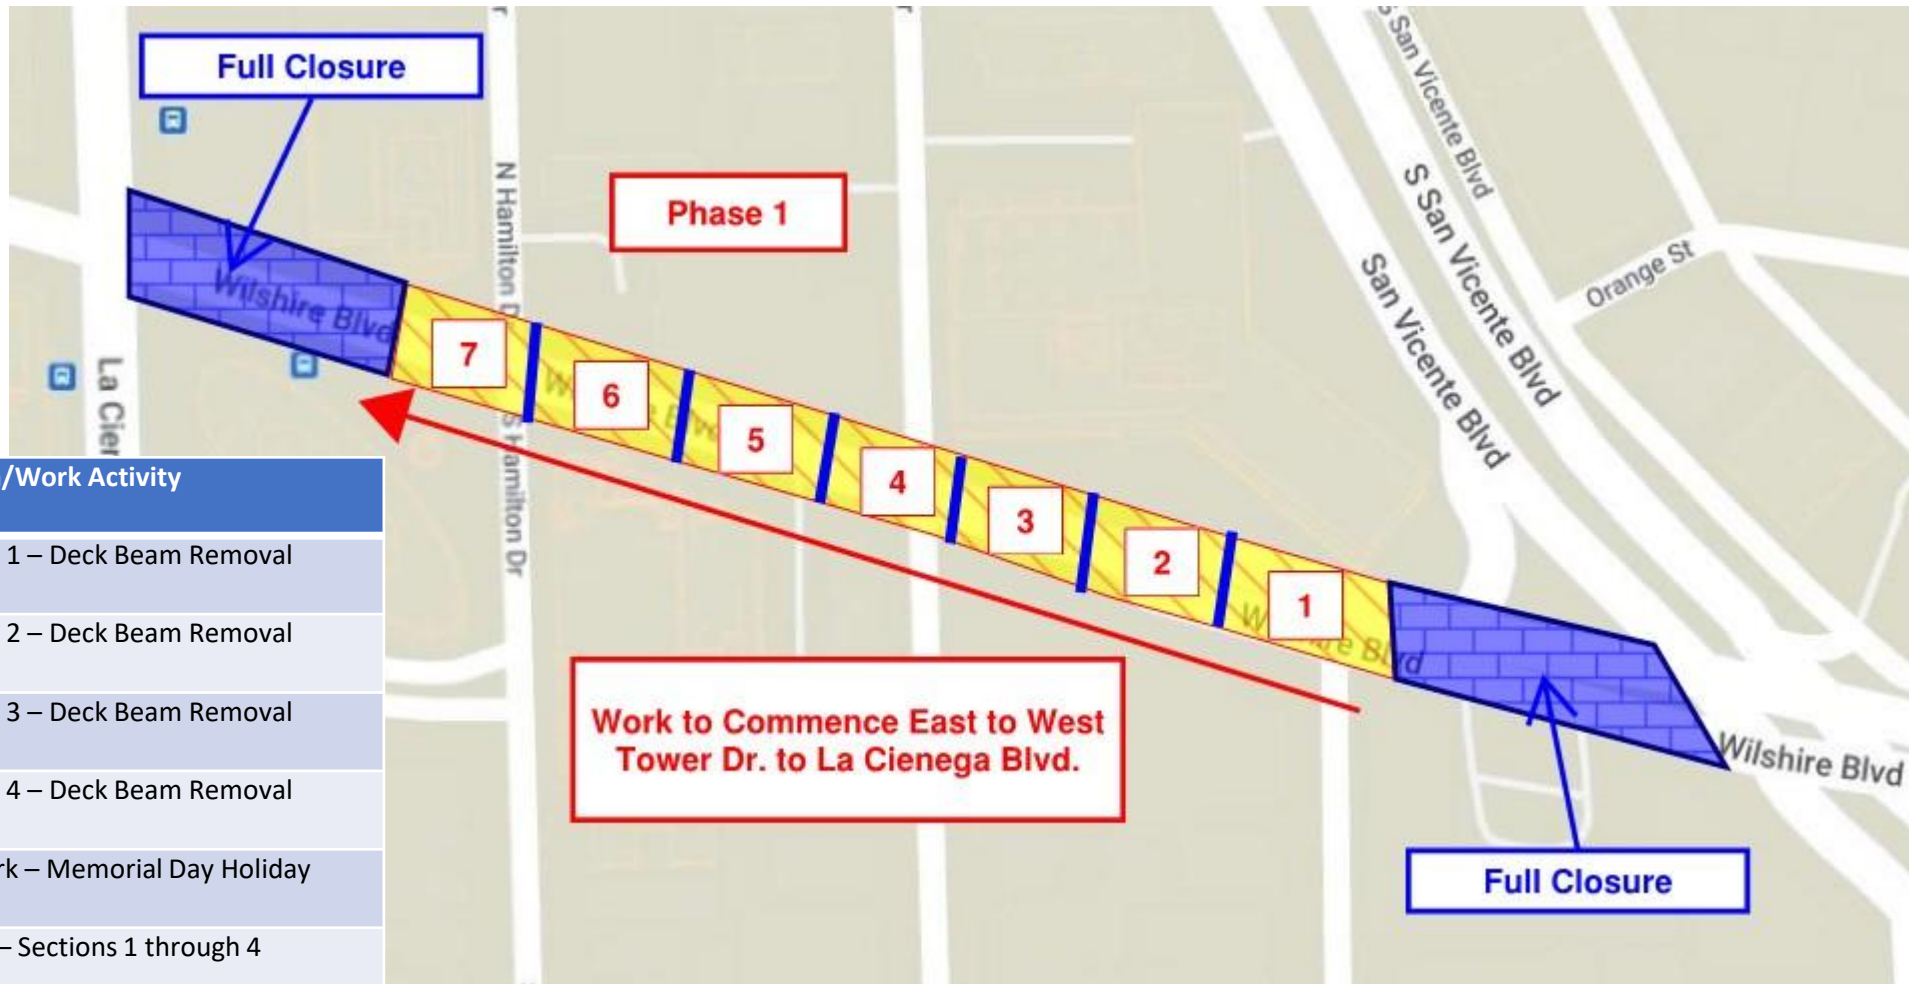 Full Closure
Phase 1
N Hamilton D
S Hamilton Dr
S San Vicente Blvd
S San Vicente Blvd
San Vicente Blvd
Orange St
Wilshire Blvd
La Cier
7
6
5
4
3
2
1
Wilshire Blvd
Work to Commence East to West
Tower Dr. to La Cienega Blvd.
Full Closure
/Work Activity
1 – Deck Beam Removal
2 – Deck Beam Removal
3 – Deck Beam Removal
4 – Deck Beam Removal
rk – Memorial Day Holiday
– Sections 1 through 4